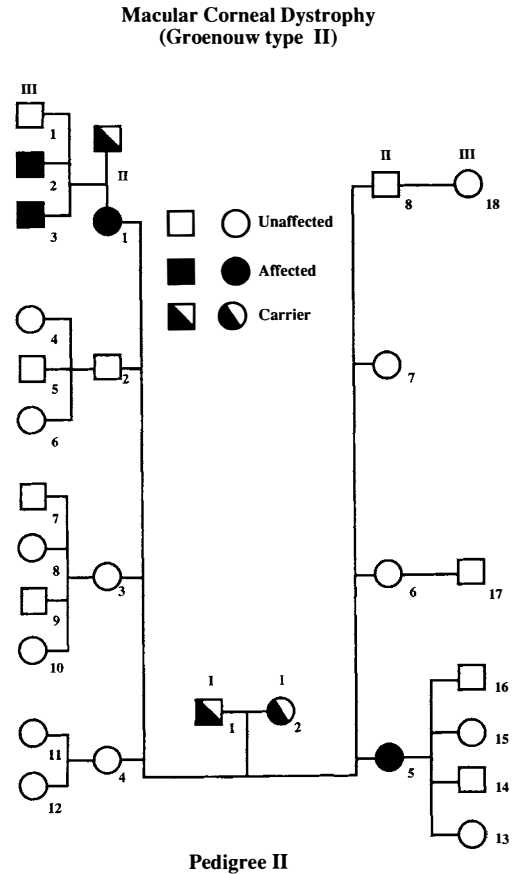 Macular Corneal Dystrophy
(Groenouw type II)
III
1
II
2
3
1
II
III
8
18
Unaffected
Affected
Carrier
4
5
6
2
7
7
8
9
10
3
6
17
I
I
1
2
11
12
4
5
16
15
14
13
Pedigree II